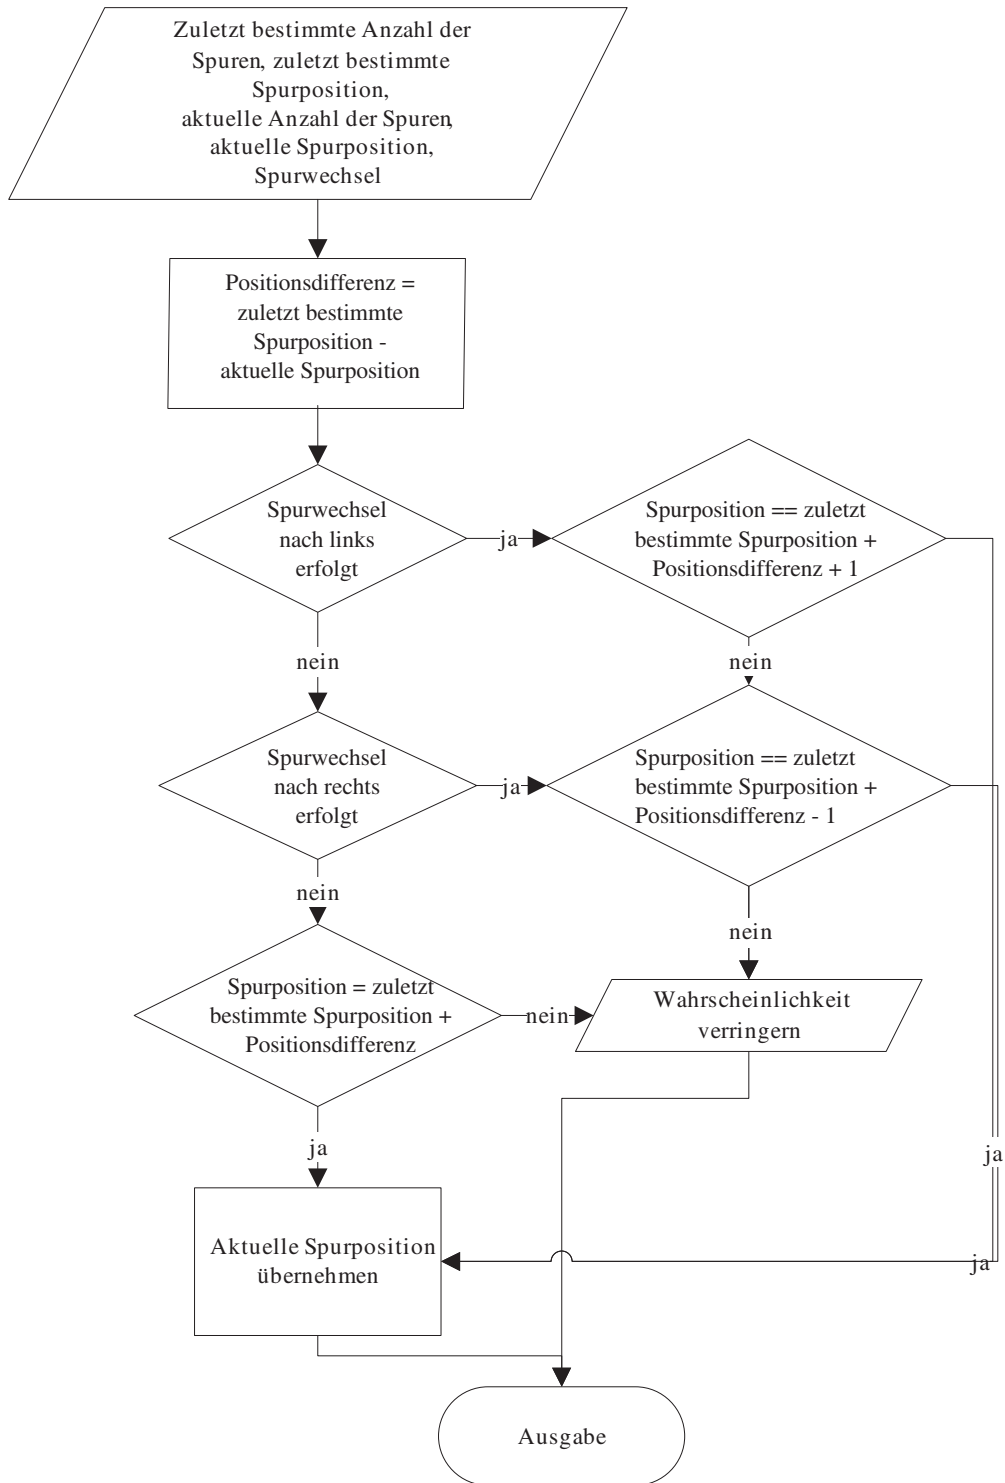 Zuletzt bestimmte Anzahl der
Spuren, zuletzt bestimmte
Spurposition,
aktuelle Anzahl der Spuren,
aktuelle Spurposition,
Spurwechsel
Positionsdifferenz =
zuletzt bestimmte
Spurposition -
aktuelle Spurposition
Spurwechsel
nach links
erfolgt
ja
Spurposition == zuletzt
bestimmte Spurposition +
Positionsdifferenz + 1
nein
nein
Spurwechsel
nach rechts
erfolgt
ja
Spurposition == zuletzt
bestimmte Spurposition +
Positionsdifferenz - 1
nein
nein
Spurposition = zuletzt
bestimmte Spurposition +
Positionsdifferenz
nein
Wahrscheinlichkeit
verringern
ja
ja
Aktuelle Spurposition
übernehmen
ja
Ausgabe